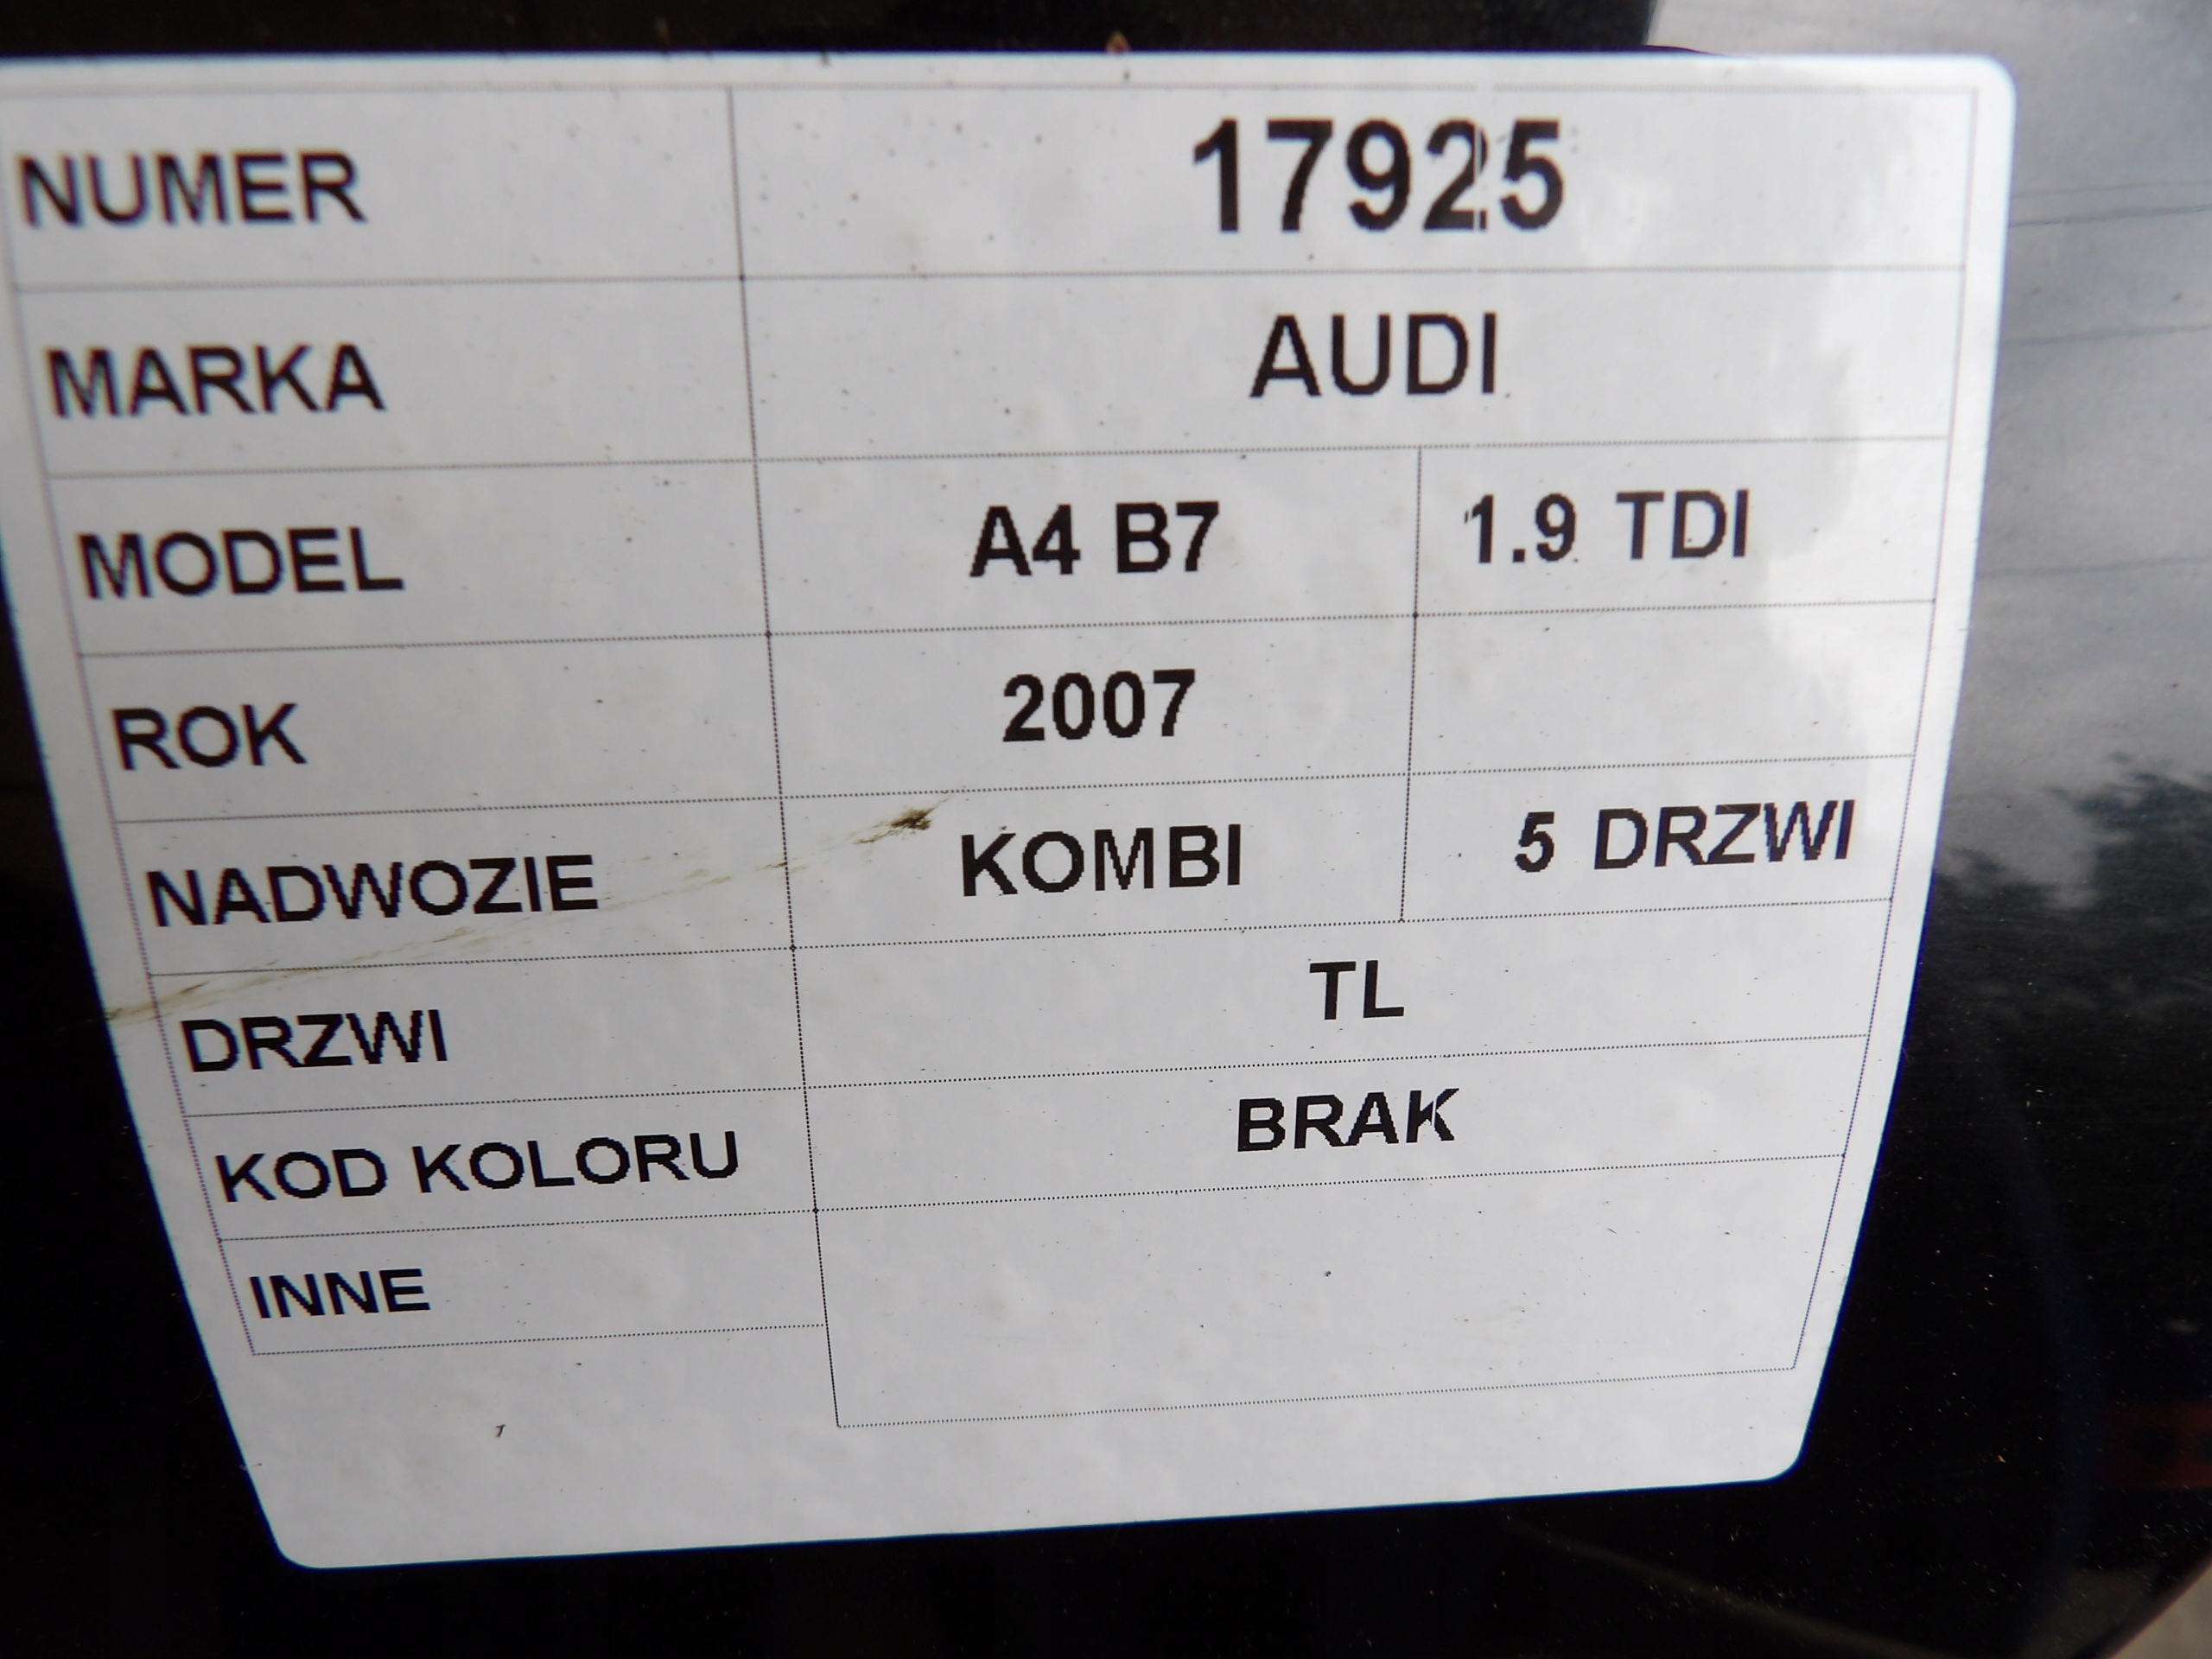 NUMER 17925
MARKA AUDI
MODEL A4 B7 1.9 TDI
ROK 2007
NADWOZIE KOMBI 5 DRZWI
DRZWI TL
KOD KOLORU BRAK
INNE